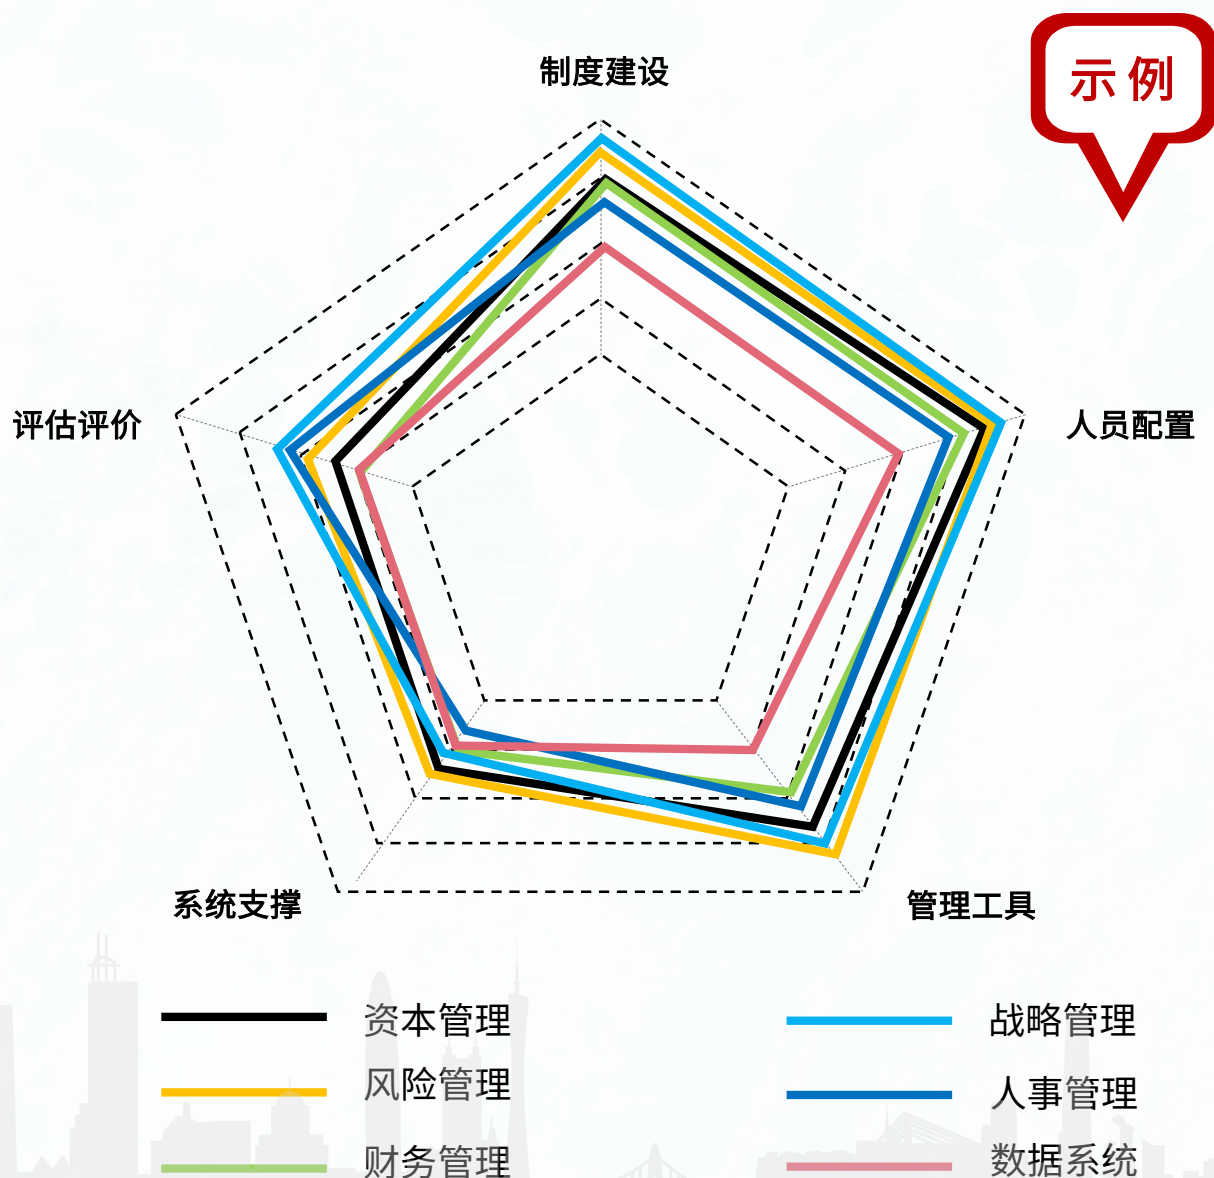 示例
制度建设
评估评价
人员配置
系统支撑
管理工具
资本管理
战略管理
风险管理
人事管理
财务管理
数据系统